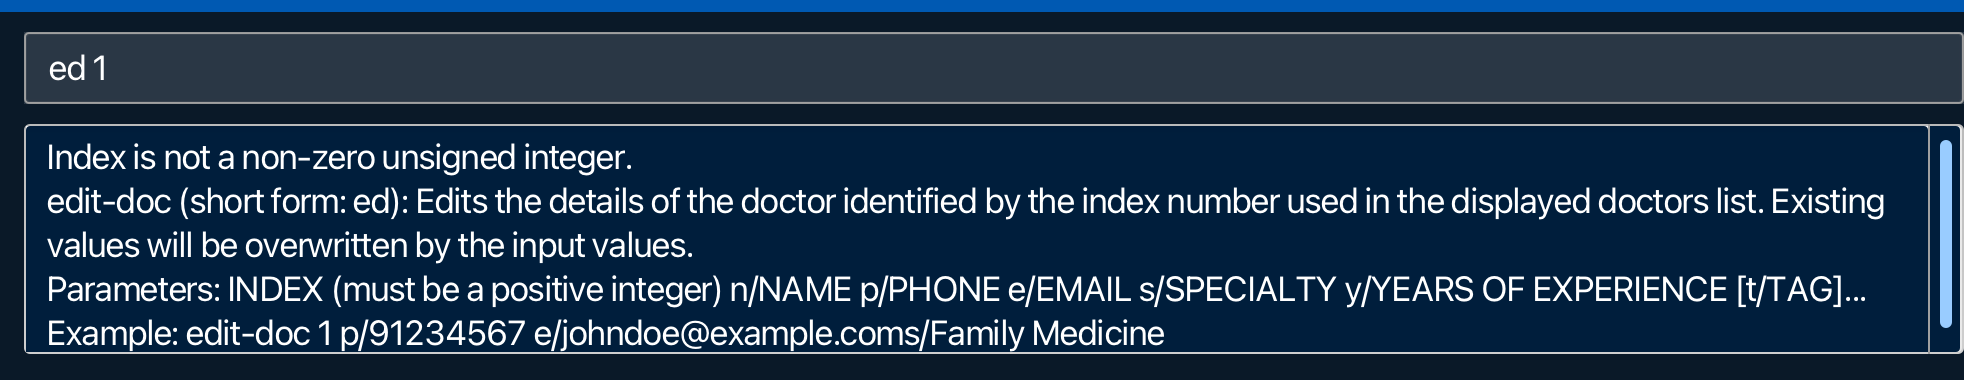 ed 1
Index is not a non-zero unsigned integer.
edit-doc (short form: ed): Edits the details of the doctor identified by the index number used in the displayed doctors list. Existing
values will be overwritten by the input values.
Parameters: INDEX (must be a positive integer) n/NAME p/PHONE e/EMAIL s/SPECIALTY y/YEARS OF EXPERIENCE [t/TAG]...
Example: edit-doc 1 p/91234567 e/johndoe@example.coms/Family Medicine